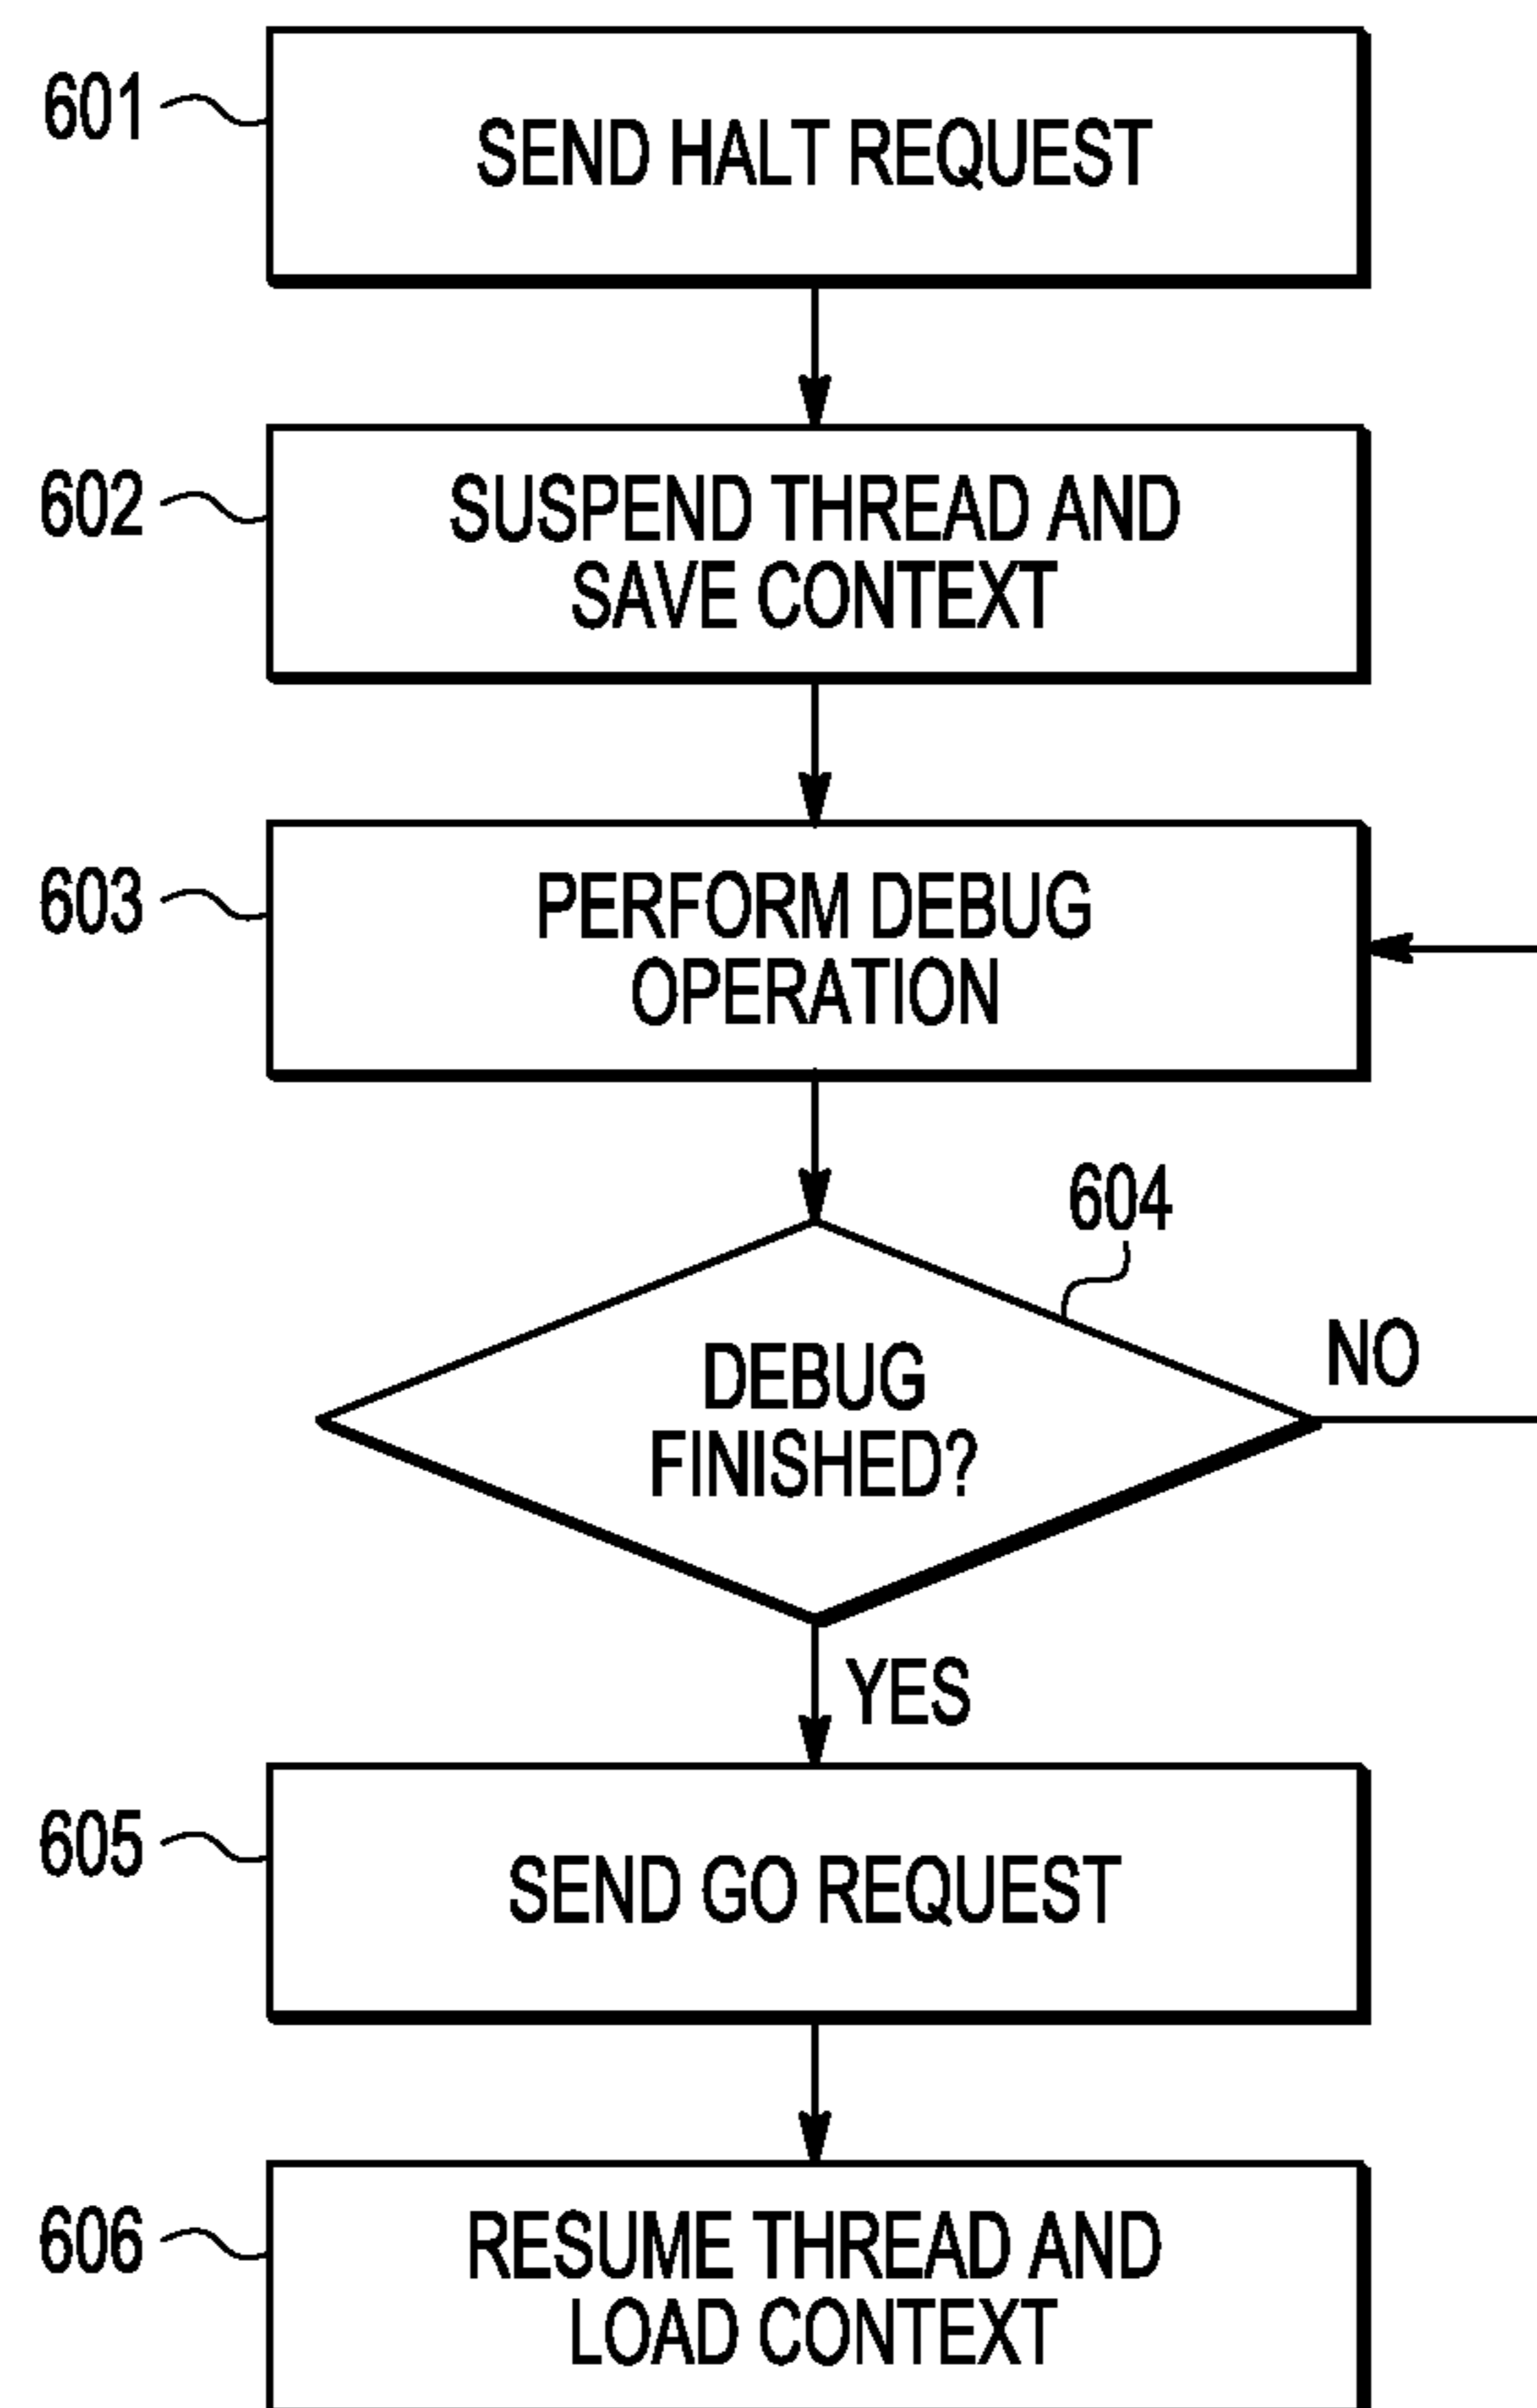 601
SEND HALT REQUEST
602
SUSPEND THREAD AND
SAVE CONTEXT
603
PERFORM DEBUG
OPERATION
604
DEBUG
FINISHED?
NO
YES
605
SEND GO REQUEST
606
RESUME THREAD AND
LOAD CONTEXT